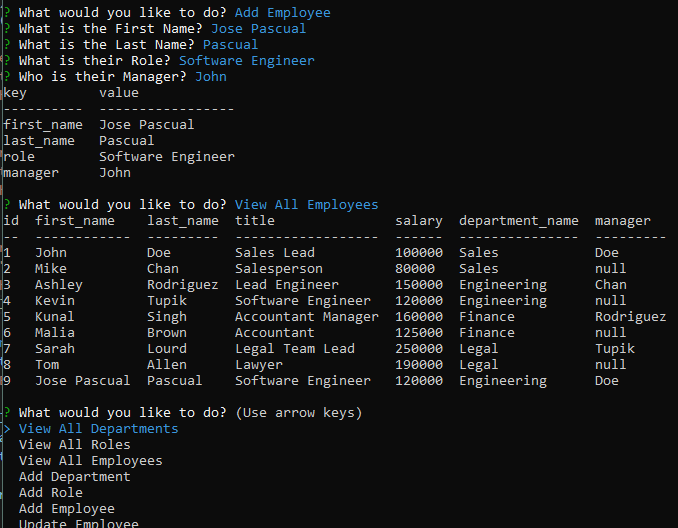 ? What would you like to do? Add Employee
? What is the First Name? Jose Pascual
? What is the Last Name? Pascual
? What is their Role? Software Engineer
? Who is their Manager? John
key         value
----------  -----------------
first_name  Jose Pascual
last_name   Pascual
role        Software Engineer
manager     John
? What would you like to do? View All Employees
id  first_name    last_name  title               salary  department_name  manager
--  ------------  ---------  ------------------  ------  ---------------  ---------
1   John          Doe        Sales Lead          100000  Sales            Doe
2   Mike          Chan       Salesperson         80000   Sales            null
3   Ashley        Rodriguez  Lead Engineer       150000  Engineering      Chan
4   Kevin         Tupik      Software Engineer   120000  Engineering      null
5   Kunal         Singh      Accountant Manager  160000  Finance          Rodriguez
6   Malia         Brown      Accountant          125000  Finance          null
7   Sarah         Lourd      Legal Team Lead     250000  Legal            Tupik
8   Tom           Allen      Lawyer              190000  Legal            null
9   Jose Pascual  Pascual    Software Engineer   120000  Engineering      Doe
? What would you like to do? (Use arrow keys)
> View All Departments
  View All Roles
  View All Employees
  Add Department
  Add Role
  Add Employee
  Update Employee